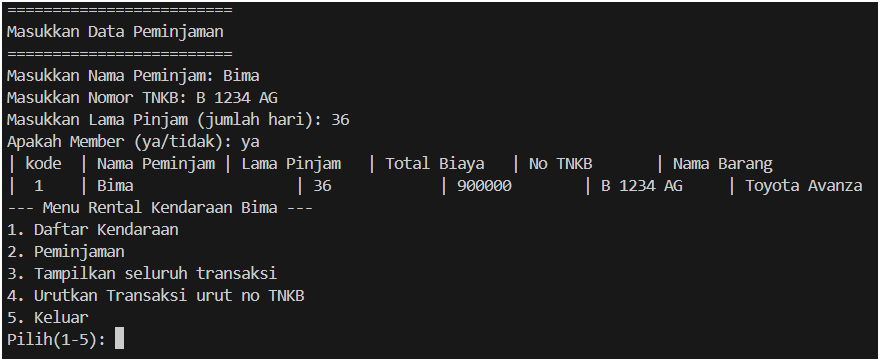 =========================
Masukkan Data Peminjaman
=========================
Masukkan Nama Peminjam: Bima
Masukkan Nomor TNKB: B 1234 AG
Masukkan Lama Pinjam (jumlah hari): 36
Apakah Member (ya/tidak): ya
| kode  | Nama Peminjam | Lama Pinjam   | Total Biaya   | No TNKB       | Nama Barang
|  1    | Bima                  | 36            | 900000        | B 1234 AG     | Toyota Avanza
--- Menu Rental Kendaraan Bima ---
1. Daftar Kendaraan
2. Peminjaman
3. Tampilkan seluruh transaksi
4. Urutkan Transaksi urut no TNKB
5. Keluar
Pilih(1-5):